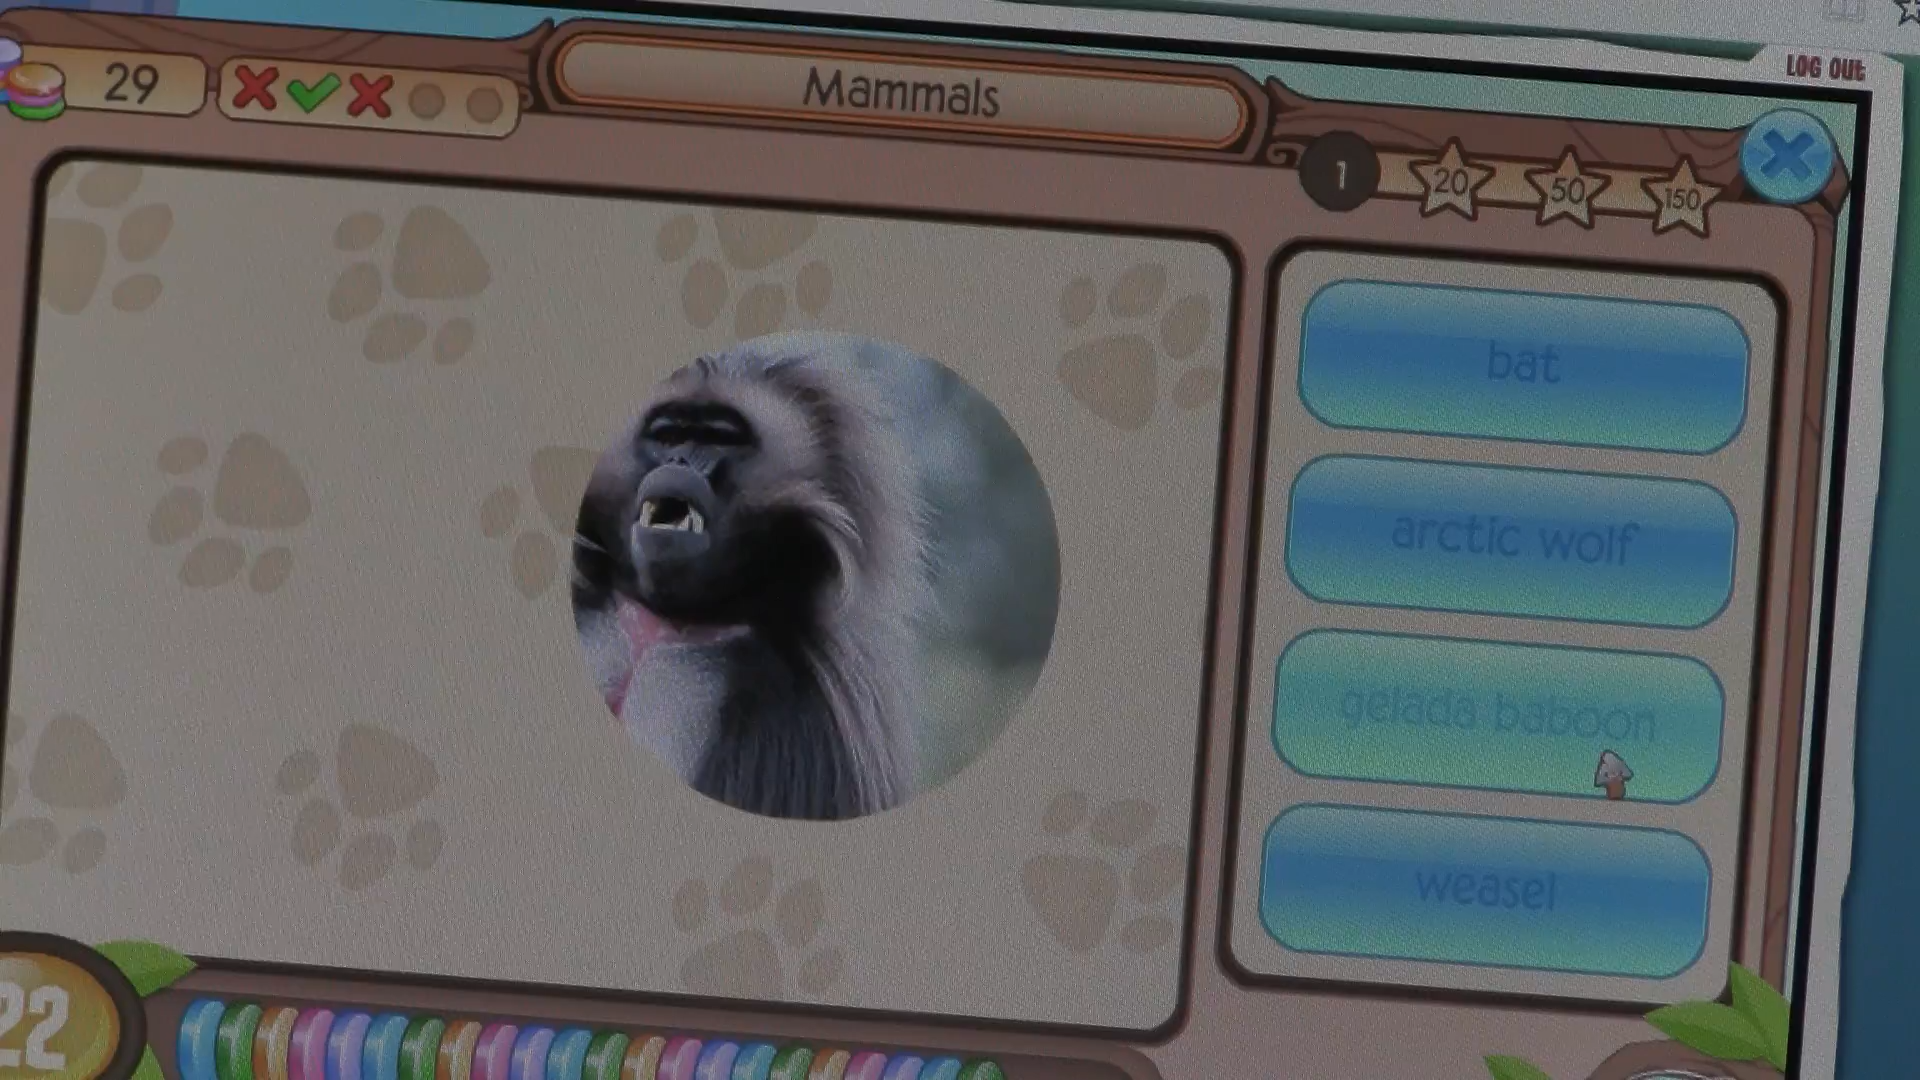 LOG OUT
29
Mammals
1
20
50
150
bat
arctic wolf
gelada baboon
weasel
22